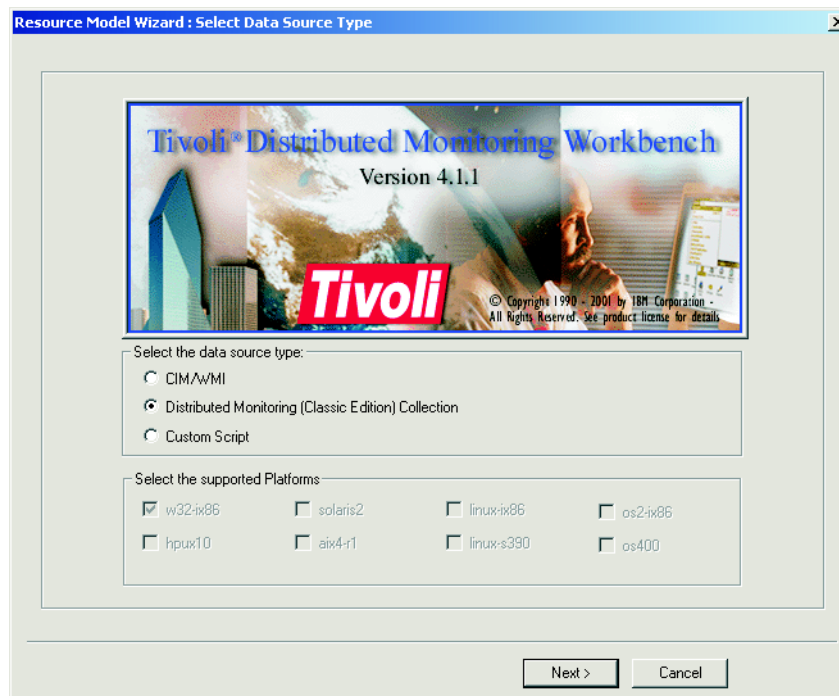 Resource Model Wizard : Select Data Source Type
Tivoli® Distributed Monitoring Workbench
Version 4.1.1
Tivoli
© Copyright 1990 - 2001 by IBM Corporation -
All Rights Reserved. See product license for details
Select the data source type:
CIM/WMI
Distributed Monitoring (Classic Edition) Collection
Custom Script
Select the supported Platforms
w32-ix86 solaris2 linux-ix86 os2-ix86
hpux10 aix4-r1 linux-s390 os400
Next > Cancel